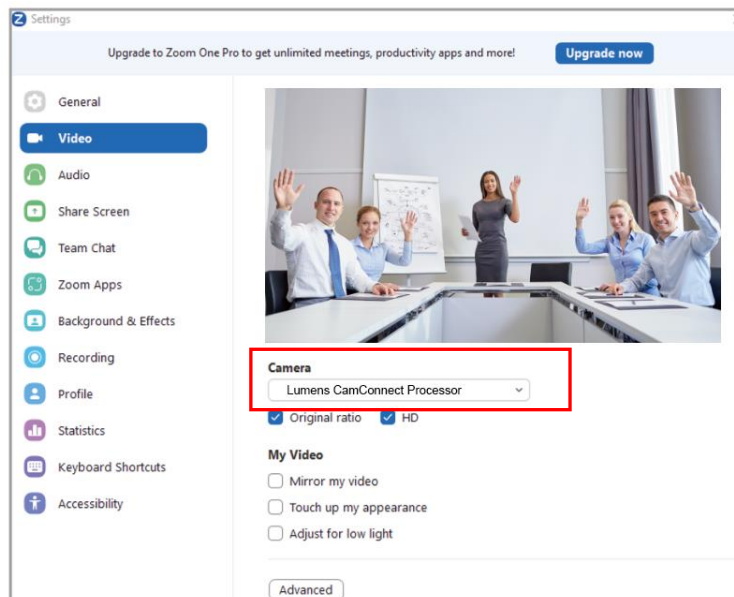 Settings
Upgrade to Zoom One Pro to get unlimited meetings, productivity apps and more!
Upgrade now
General
Video
Audio
Share Screen
Team Chat
Zoom Apps
Background & Effects
Recording
Profile
Statistics
Keyboard Shortcuts
Accessibility
Camera
Lumens CamConnect Processor
Original ratio HD
My Video
Mirror my video
Touch up my appearance
Adjust for low light
Advanced